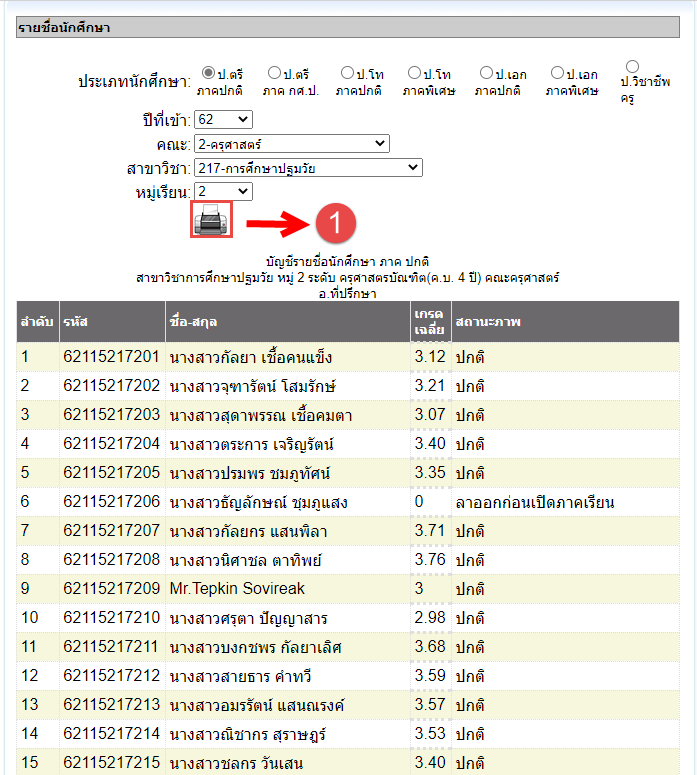 รายชื่อนักศึกษา
ประเภทนักศึกษา: ป.ตรี ภาคปกติ ป.ตรี ภาค กศ.ป. ป.โท ภาคปกติ ป.โท ภาคพิเศษ ป.เอก ภาคปกติ ป.เอก ภาคพิเศษ ป.วิชาชีพ ครู
ปีที่เข้า: 62
คณะ: 2-ครุศาสตร์
สาขาวิชา: 217-การศึกษาปฐมวัย
หมู่เรียน: 2
1
บัญชีรายชื่อนักศึกษา ภาค ปกติ
สาขาวิชาการศึกษาปฐมวัย หมู่ 2 ระดับ ครุศาสตรบัณฑิต(ค.บ. 4 ปี) คณะครุศาสตร์
อ.ที่ปรึกษา
ลำดับ รหัส ชื่อ-สกุล เกรด เฉลี่ย สถานะภาพ
1 62115217201 นางสาวกัลยา เชื้อคนแข็ง 3.12 ปกติ
2 62115217202 นางสาวจุฑารัตน์ โสมรักษ์ 3.21 ปกติ
3 62115217203 นางสาวสุดาพรรณ เชื้อคมตา 3.07 ปกติ
4 62115217204 นางสาวตระการ เจริญรัตน์ 3.40 ปกติ
5 62115217205 นางสาวปรมพร ชมภูทัศน์ 3.35 ปกติ
6 62115217206 นางสาวธัญลักษณ์ ชุมภูแสง 0 ลาออกก่อนเปิดภาคเรียน
7 62115217207 นางสาวกัลยกร แสนพิลา 3.71 ปกติ
8 62115217208 นางสาวนิศาชล ตาทิพย์ 3.76 ปกติ
9 62115217209 Mr.Tepkin Sovireak 3 ปกติ
10 62115217210 นางสาวศรุตา ปัญญาสาร 2.98 ปกติ
11 62115217211 นางสาวบงกชพร กัลยาเลิศ 3.68 ปกติ
12 62115217212 นางสาวสายธาร คำทวี 3.59 ปกติ
13 62115217213 นางสาวอมรรัตน์ แสนณรงค์ 3.57 ปกติ
14 62115217214 นางสาวณิชากร สุราษฎร์ 3.53 ปกติ
15 62115217215 นางสาวชลกร วันเสน 3.40 ปกติ